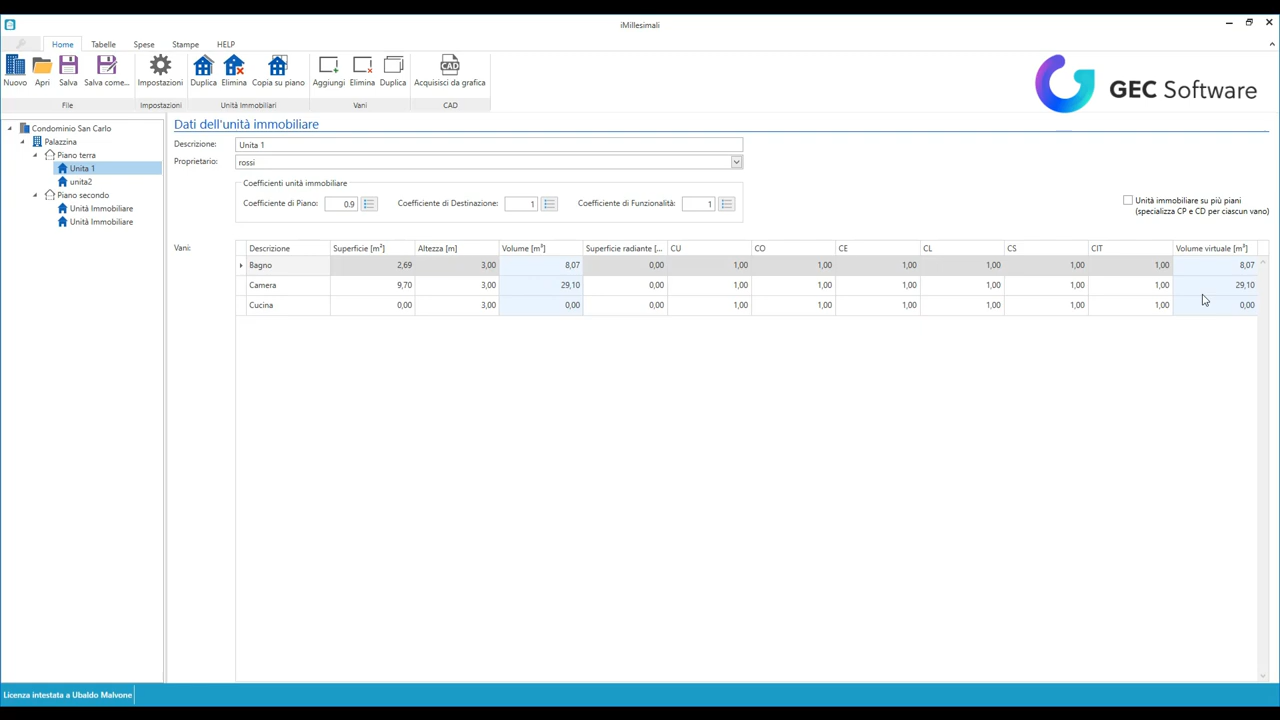 iMillesimali
Home Tabelle Spese Stampe HELP
Nuovo Apri Salva Salva come... Impostazioni Duplica Elimina Copia su piano Aggiungi Elimina Duplica Acquisisci da grafica
File Impostazioni Unità Immobiliari Vani CAD
GEC Software
Condominio San Carlo
Palazzina
Piano terra
Unita 1
unita2
Piano secondo
Unità Immobiliare
Unità Immobiliare
Dati dell'unità immobiliare
Descrizione: Unita 1
Proprietario: rossi
Coefficienti unità immobiliare
Coefficiente di Piano: 0.9 Coefficiente di Destinazione: 1 Coefficiente di Funzionalità: 1
Unità immobiliare su più piani
(specializza CP e CD per ciascun vano)
Vani: Descrizione Superficie [m²] Altezza [m] Volume [m³] Superficie radiante [... CU CO CE CL CS CIT Volume virtuale [m³]
Bagno 2,69 3,00 8,07 0,00 1,00 1,00 1,00 1,00 1,00 1,00 8,07
Camera 9,70 3,00 29,10 0,00 1,00 1,00 1,00 1,00 1,00 1,00 29,10
Cucina 0,00 3,00 0,00 0,00 1,00 1,00 1,00 1,00 1,00 1,00 0,00
Licenza intestata a Ubaldo Malvone